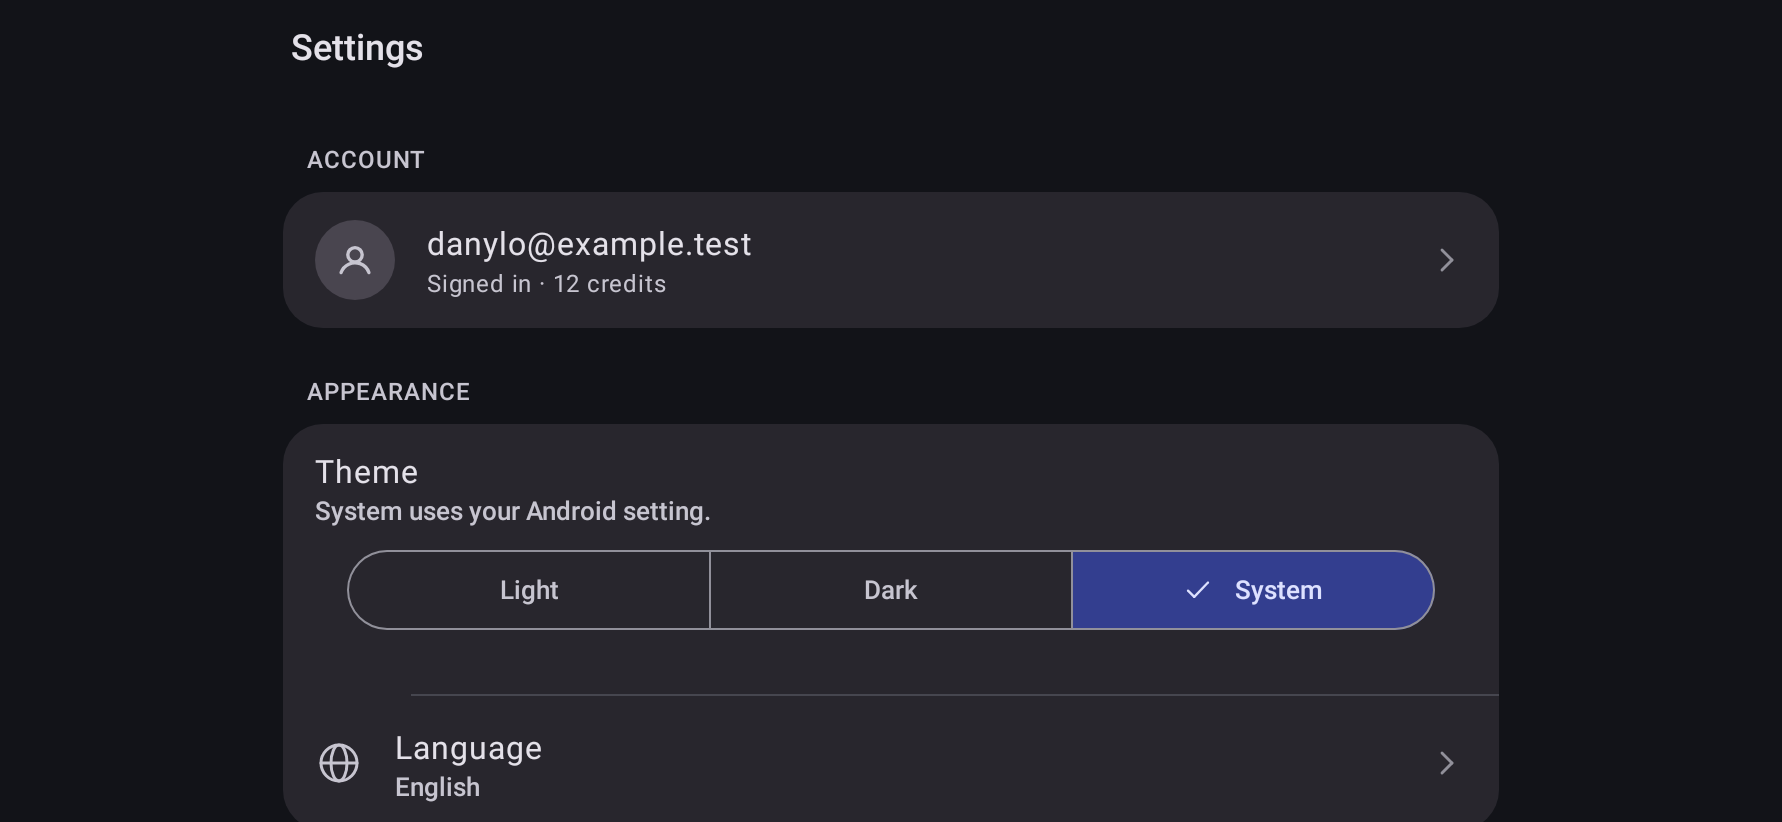 Settings
ACCOUNT
danylo@example.test
Signed in · 12 credits
APPEARANCE
Theme
System uses your Android setting.
Light
Dark
System
Language
English